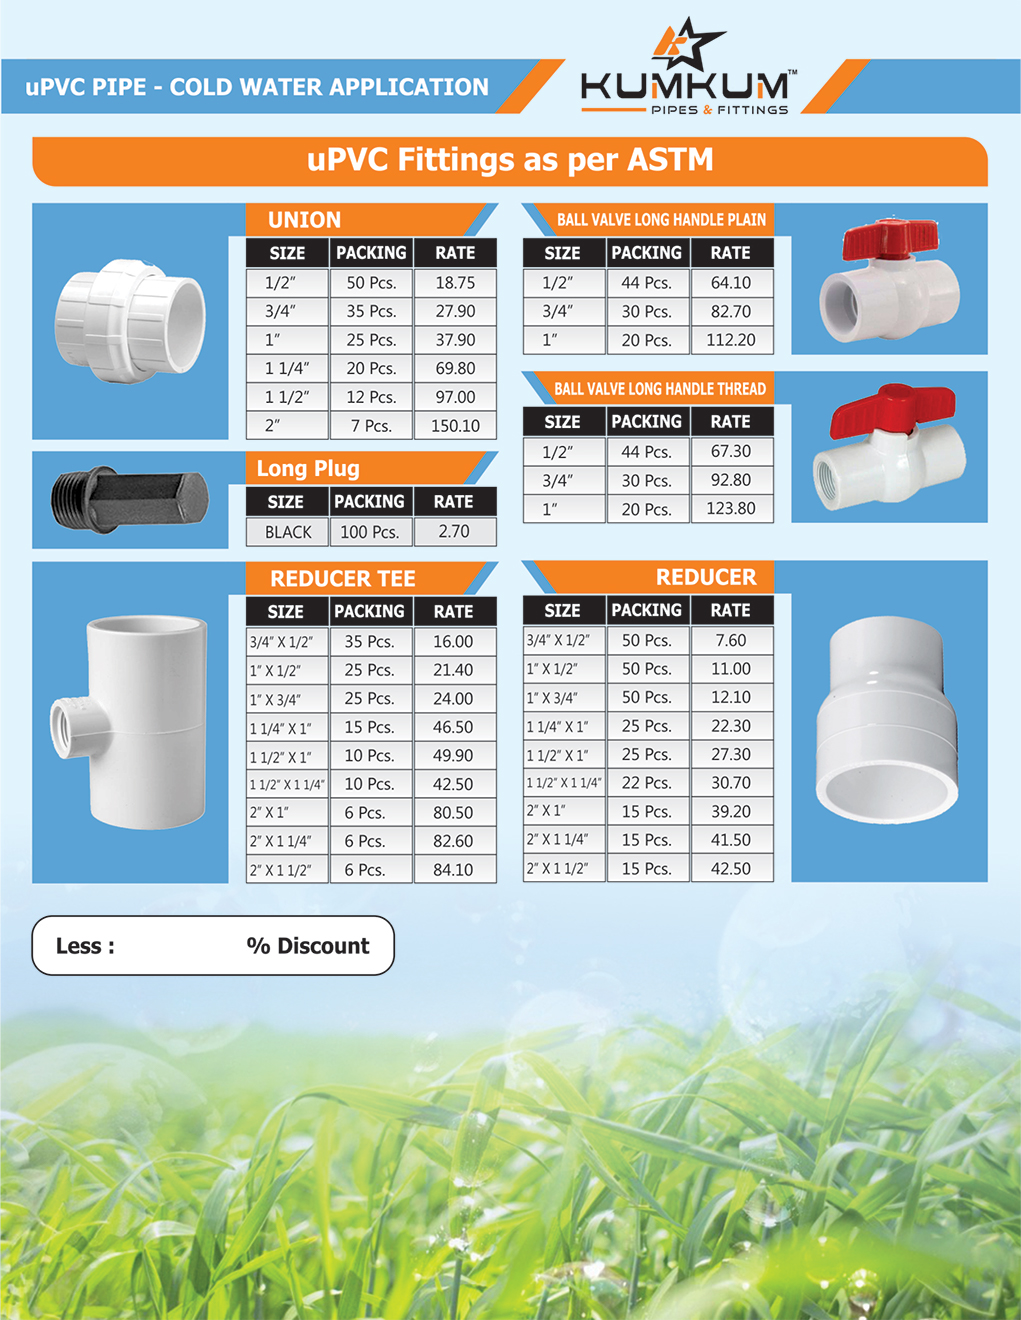 uPVC PIPE - COLD WATER APPLICATION
KUMKUM™
PIPES & FITTINGS
uPVC Fittings as per ASTM
UNION
SIZE PACKING RATE
1/2” 50 Pcs. 18.75
3/4” 35 Pcs. 27.90
1” 25 Pcs. 37.90
1 1/4” 20 Pcs. 69.80
1 1/2” 12 Pcs. 97.00
2” 7 Pcs. 150.10
Long Plug
SIZE PACKING RATE
BLACK 100 Pcs. 2.70
REDUCER TEE
SIZE PACKING RATE
3/4” X 1/2” 35 Pcs. 16.00
1” X 1/2” 25 Pcs. 21.40
1” X 3/4” 25 Pcs. 24.00
1 1/4” X 1” 15 Pcs. 46.50
1 1/2” X 1” 10 Pcs. 49.90
1 1/2” X 1 1/4” 10 Pcs. 42.50
2” X 1” 6 Pcs. 80.50
2” X 1 1/4” 6 Pcs. 82.60
2” X 1 1/2” 6 Pcs. 84.10
BALL VALVE LONG HANDLE PLAIN
SIZE PACKING RATE
1/2” 44 Pcs. 64.10
3/4” 30 Pcs. 82.70
1” 20 Pcs. 112.20
BALL VALVE LONG HANDLE THREAD
SIZE PACKING RATE
1/2” 44 Pcs. 67.30
3/4” 30 Pcs. 92.80
1” 20 Pcs. 123.80
REDUCER
SIZE PACKING RATE
3/4” X 1/2” 50 Pcs. 7.60
1” X 1/2” 50 Pcs. 11.00
1” X 3/4” 50 Pcs. 12.10
1 1/4” X 1” 25 Pcs. 22.30
1 1/2” X 1” 25 Pcs. 27.30
1 1/2” X 1 1/4” 22 Pcs. 30.70
2” X 1” 15 Pcs. 39.20
2” X 1 1/4” 15 Pcs. 41.50
2” X 1 1/2” 15 Pcs. 42.50
Less : % Discount